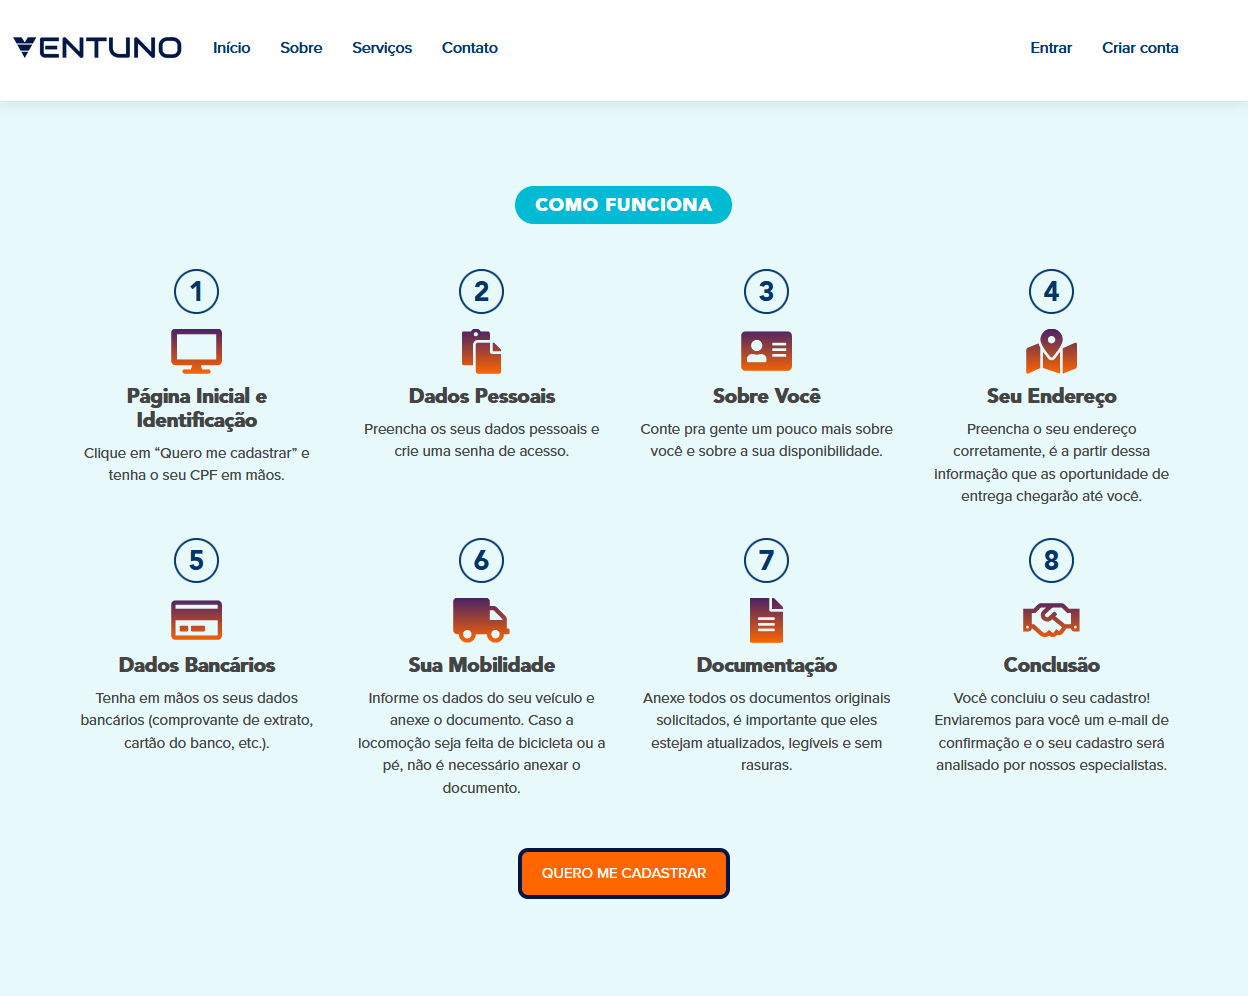 VENTUNO
Início
Sobre
Serviços
Contato
Entrar
Criar conta
COMO FUNCIONA
1
Página Inicial e
Identificação
Clique em “Quero me cadastrar” e
tenha o seu CPF em mãos.
2
Dados Pessoais
Preencha os seus dados pessoais e
crie uma senha de acesso.
3
Sobre Você
Conte pra gente um pouco mais sobre
você e sobre a sua disponibilidade.
4
Seu Endereço
Preencha o seu endereço
corretamente, é a partir dessa
informação que as oportunidade de
entrega chegarão até você.
5
Dados Bancários
Tenha em mãos os seus dados
bancários (comprovante de extrato,
cartão do banco, etc.).
6
Sua Mobilidade
Informe os dados do seu veículo e
anexe o documento. Caso a
locomoção seja feita de bicicleta ou a
pé, não é necessário anexar o
documento.
7
Documentação
Anexe todos os documentos originais
solicitados, é importante que eles
estejam atualizados, legíveis e sem
rasuras.
8
Conclusão
Você concluiu o seu cadastro!
Enviaremos para você um e-mail de
confirmação e o seu cadastro será
analisado por nossos especialistas.
QUERO ME CADASTRAR